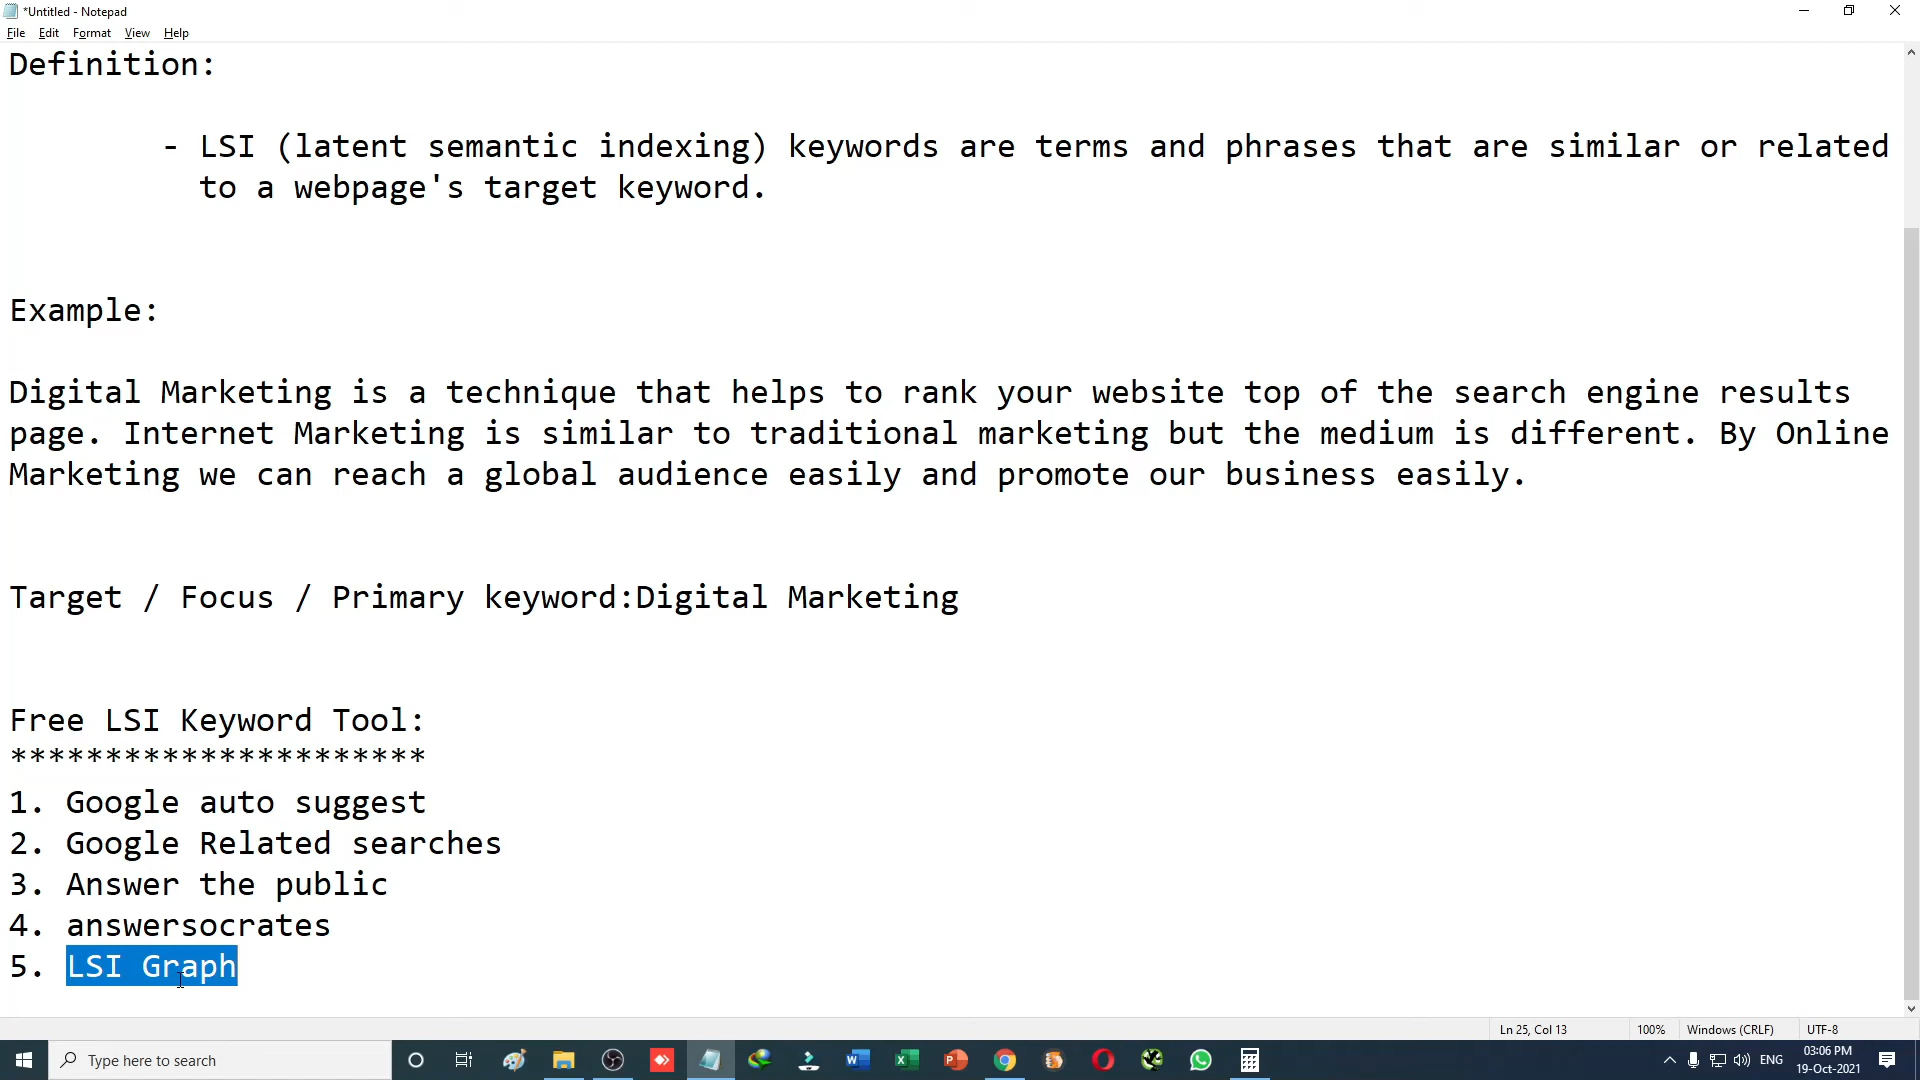 *Untitled - Notepad
File Edit Format View Help
Definition:
- LSI (latent semantic indexing) keywords are terms and phrases that are similar or related
to a webpage's target keyword.
Example:
Digital Marketing is a technique that helps to rank your website top of the search engine results
page. Internet Marketing is similar to traditional marketing but the medium is different. By Online
Marketing we can reach a global audience easily and promote our business easily.
Target / Focus / Primary keyword:Digital Marketing
Free LSI Keyword Tool:
**********************
1. Google auto suggest
2. Google Related searches
3. Answer the public
4. answersocrates
5. LSI Graph
Ln 25, Col 13 100% Windows (CRLF) UTF-8
Type here to search
ENG
03:06 PM
19-Oct-2021